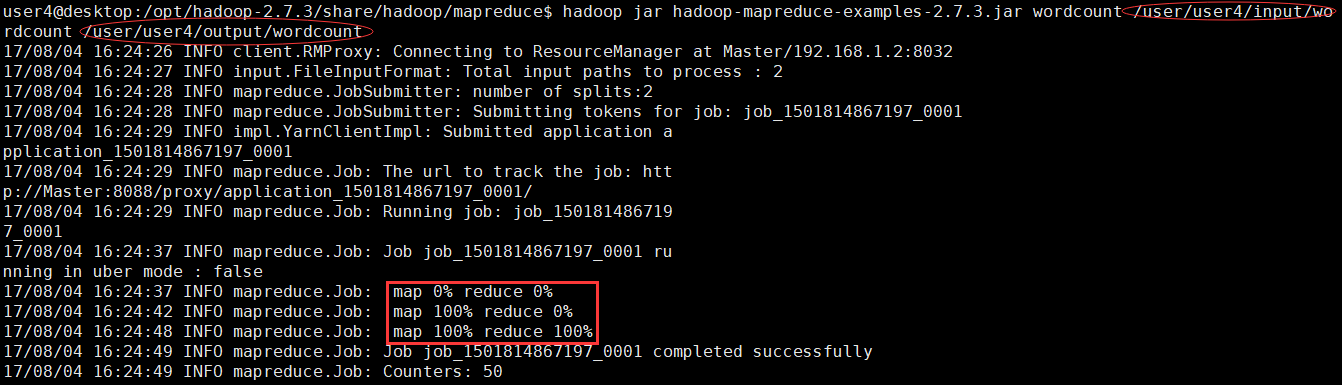 user4@desktop:/opt/hadoop-2.7.3/share/hadoop/mapreduce$ hadoop jar hadoop-mapreduce-examples-2.7.3.jar wordcount /user/user4/input/wo
rdcount /user/user4/output/wordcount
17/08/04 16:24:26 INFO client.RMProxy: Connecting to ResourceManager at Master/192.168.1.2:8032
17/08/04 16:24:27 INFO input.FileInputFormat: Total input paths to process : 2
17/08/04 16:24:28 INFO mapreduce.JobSubmitter: number of splits:2
17/08/04 16:24:28 INFO mapreduce.JobSubmitter: Submitting tokens for job: job_1501814867197_0001
17/08/04 16:24:29 INFO impl.YarnClientImpl: Submitted application a
pplication_1501814867197_0001
17/08/04 16:24:29 INFO mapreduce.Job: The url to track the job: htt
p://Master:8088/proxy/application_1501814867197_0001/
17/08/04 16:24:29 INFO mapreduce.Job: Running job: job_150181486719
7_0001
17/08/04 16:24:37 INFO mapreduce.Job: Job job_1501814867197_0001 ru
nning in uber mode : false
17/08/04 16:24:37 INFO mapreduce.Job:  map 0% reduce 0%
17/08/04 16:24:42 INFO mapreduce.Job:  map 100% reduce 0%
17/08/04 16:24:48 INFO mapreduce.Job:  map 100% reduce 100%
17/08/04 16:24:49 INFO mapreduce.Job: Job job_1501814867197_0001 completed successfully
17/08/04 16:24:49 INFO mapreduce.Job: Counters: 50